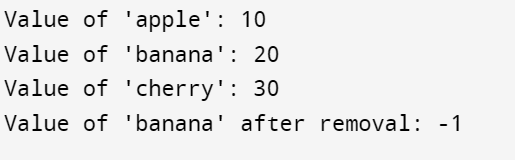 Value of 'apple': 10
Value of 'banana': 20
Value of 'cherry': 30
Value of 'banana' after removal: -1